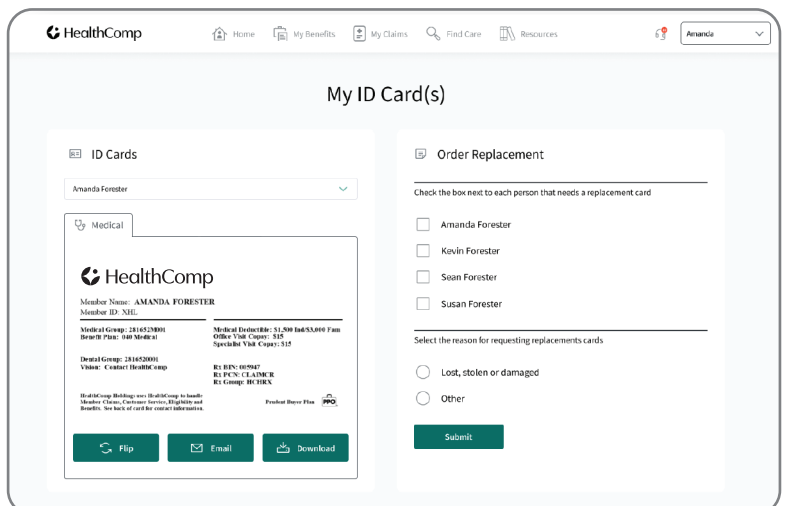 HealthComp
Home
My Benefits
My Claims
Find Care
Resources
Amanda
My ID Card(s)
ID Cards
Amanda Forester
Medical
HealthComp
Member Name: AMANDA FORESTER
Member ID: XHL
Medical Group: 281652M001
Benefit Plan: 040 Medical
Medical Deductible: $1,500 Ind/$3,000 Fam
Office Visit Copay: $15
Specialist Visit Copay: $15
Dental Group: 2816520001
Vision: Contact HealthComp
Rx BIN: 005947
Rx PCN: CLAIMCR
Rx Group: HCHRX
HealthComp Holdings uses HealthComp to handle
Member Claims, Customer Service, Eligibility and
Benefits. See back of card for contact information.
Prudent Buyer Plan
PPO
Flip
Email
Download
Order Replacement
Check the box next to each person that needs a replacement card
Amanda Forester
Kevin Forester
Sean Forester
Susan Forester
Select the reason for requesting replacements cards
Lost, stolen or damaged
Other
Submit